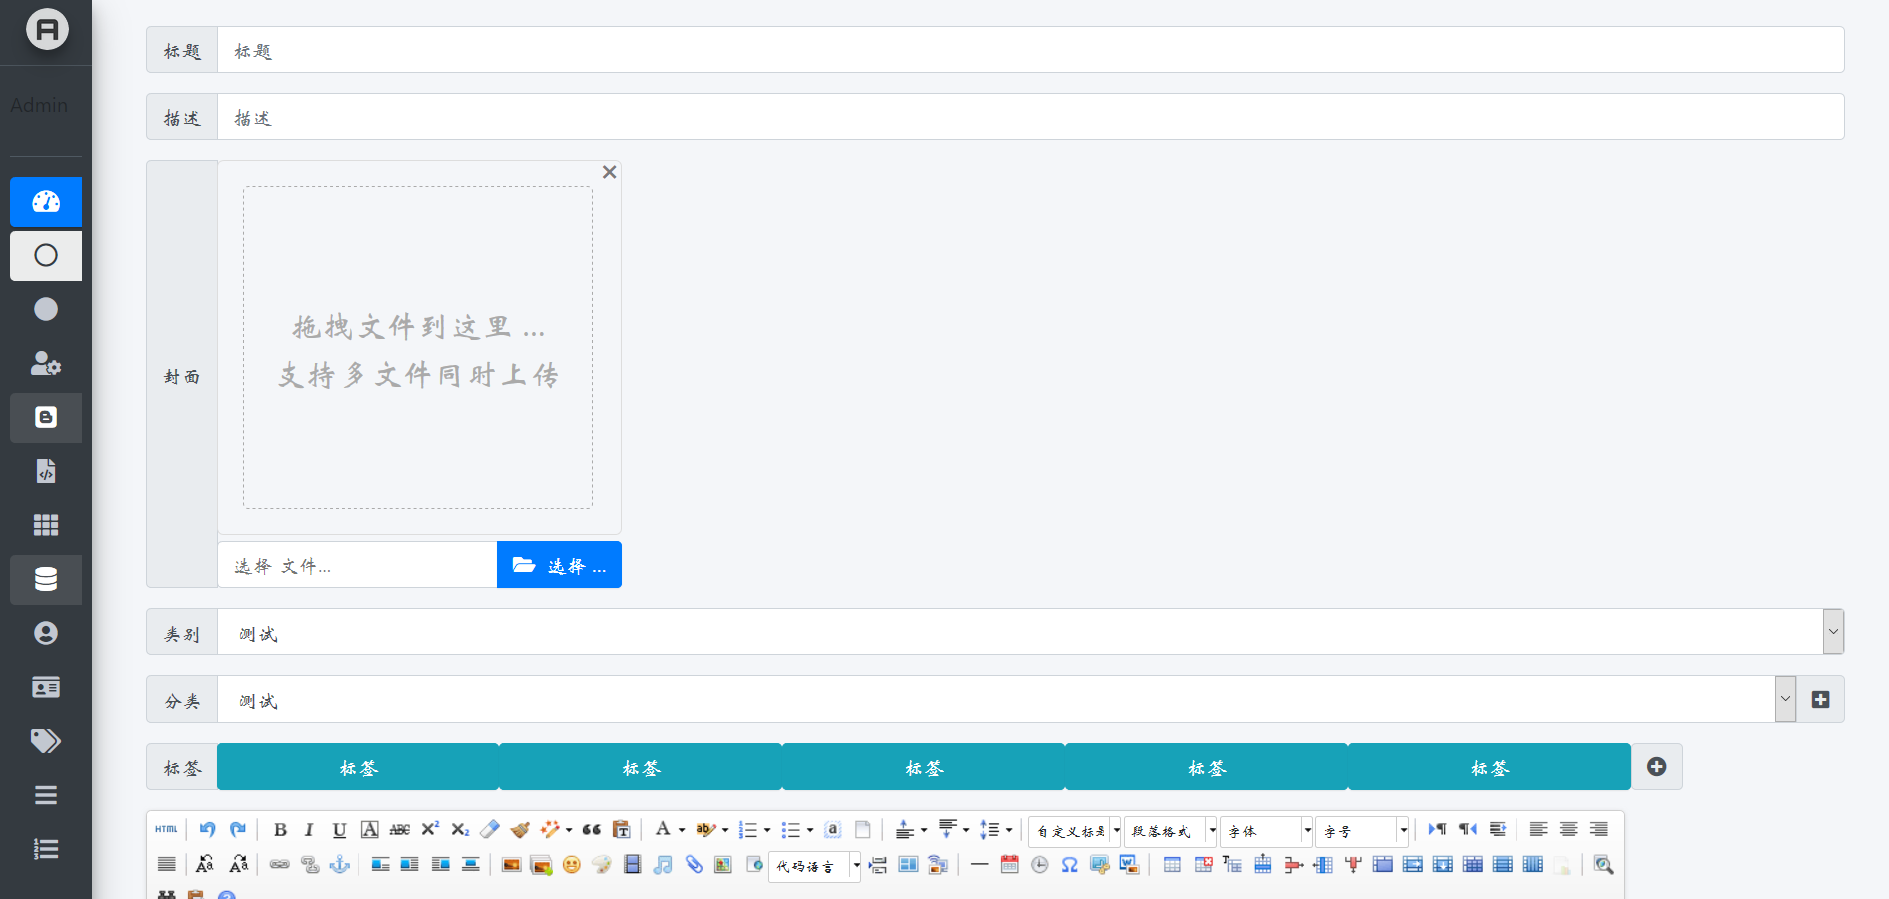 Admin
标题 标题
描述 描述
封面
拖拽文件到这里 ...
支持多文件同时上传
选择 文件... 选择 ...
类别 测试
分类 测试
标签 标签 标签 标签 标签 标签
HTML B I U A ABC X² X₂ 自定义标题 段落格式 字体 字号
代码语言